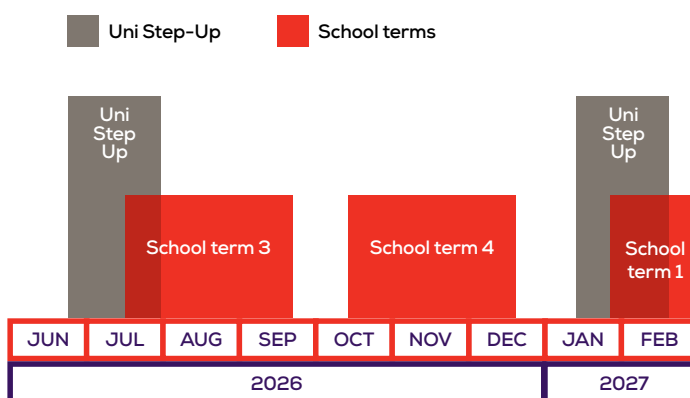 Uni Step-Up
School terms
Uni
Step
Up
School term 3
School term 4
Uni
Step
Up
School
term 1
JUN
JUL
AUG
SEP
OCT
NOV
DEC
JAN
FEB
2026
2027